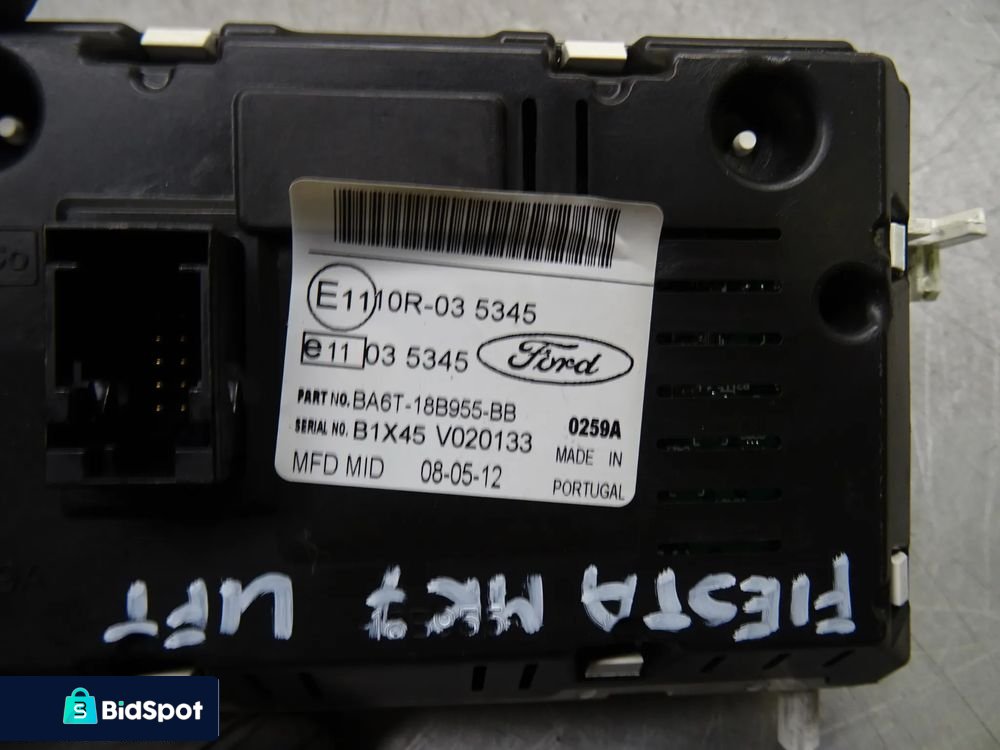 E11 10R-03 5345
e11 03 5345 Ford
PART NO. BA6T-18B955-BB 0259A
SERIAL NO. B1X45 V020133 MADE IN
MFD MID 08-05-12 PORTUGAL
FIESTA MK7 LIFT
BidSpot